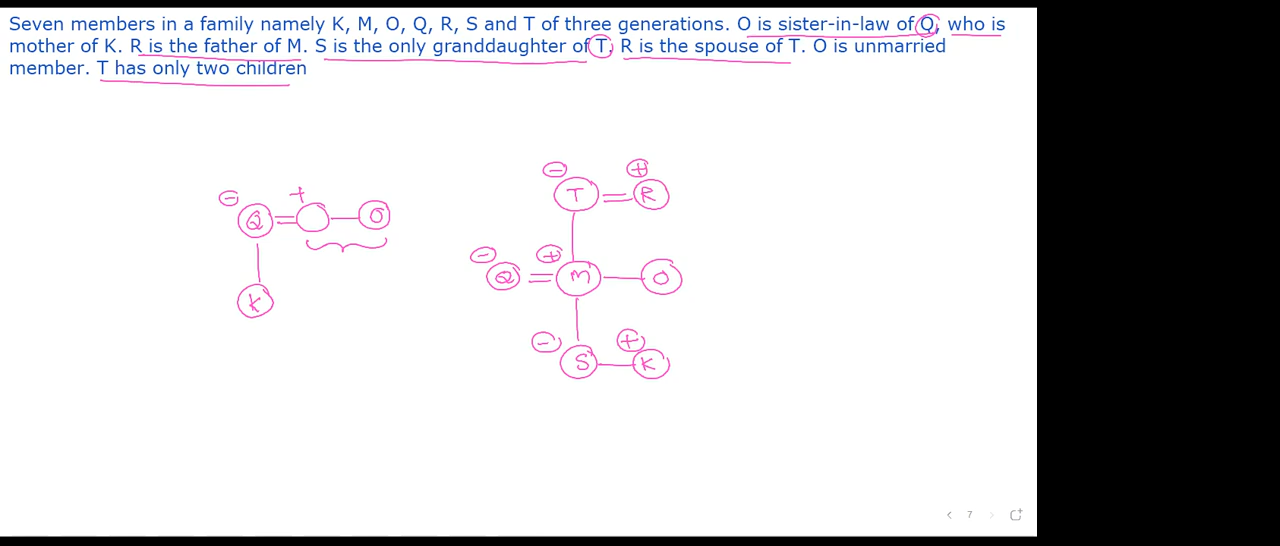 Seven members in a family namely K, M, O, Q, R, S and T of three generations. O is sister-in-law of Q, who is
mother of K. R is the father of M. S is the only granddaughter of T. R is the spouse of T. O is unmarried
member. T has only two children
- +
T = R
- +
Q = O
- +
Q = M - O
K
- +
S - K
< 7 >